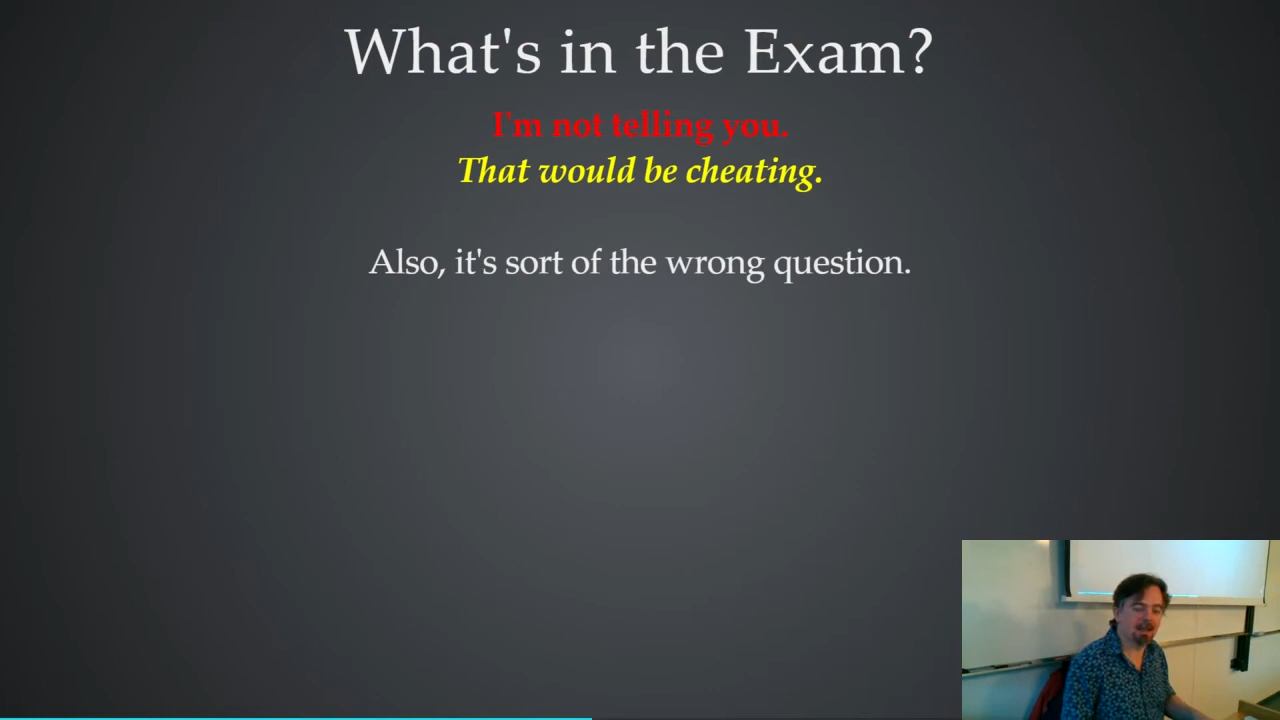 What's in the Exam?
I'm not telling you.
That would be cheating.
Also, it's sort of the wrong question.